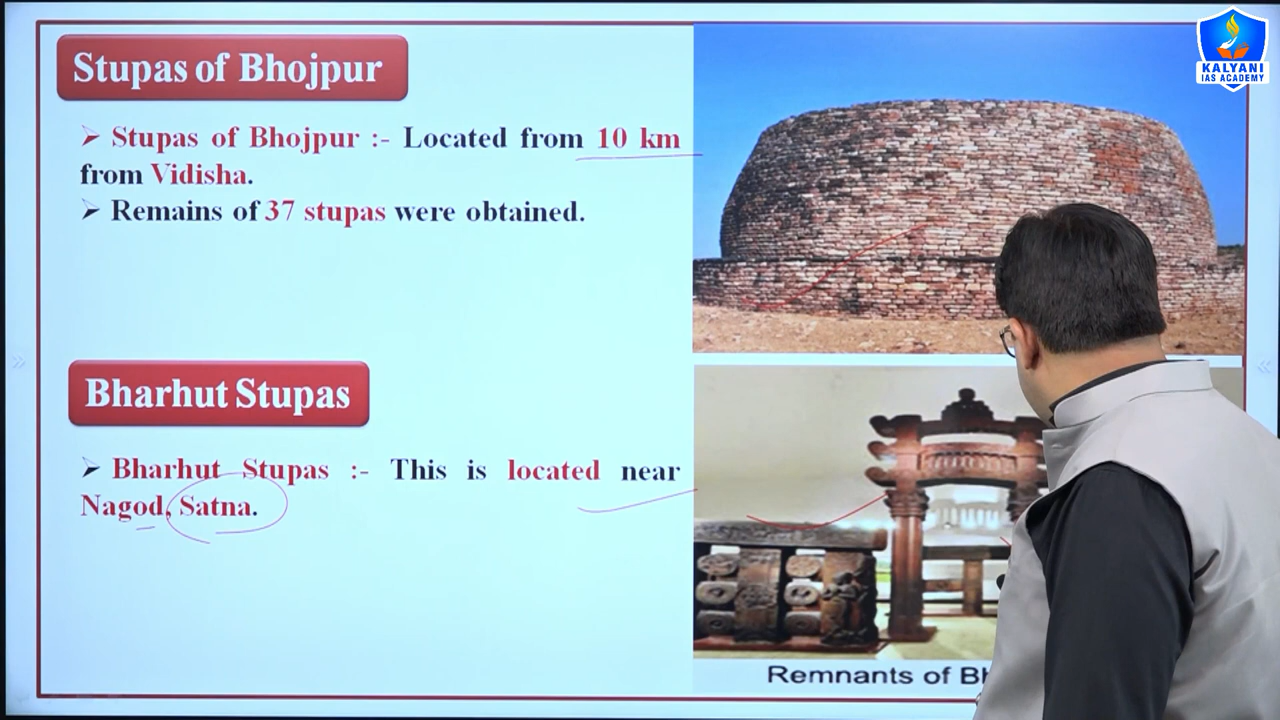 Stupas of Bhojpur
➢ Stupas of Bhojpur :- Located from 10 km
from Vidisha.
➢ Remains of 37 stupas were obtained.
Bharhut Stupas
➢ Bharhut Stupas :- This is located near
Nagod, Satna.
Remnants of
KALYANI
IAS ACADEMY